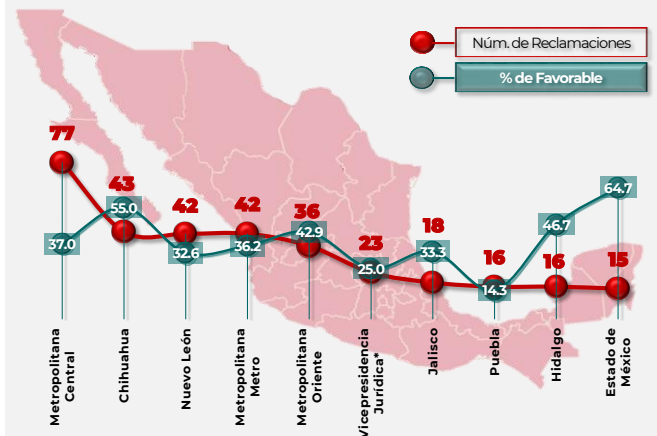 Núm. de Reclamaciones
% de Favorable
77
43
42
42
36
23
18
16
16
15
37.0
55.0
32.6
36.2
42.9
25.0
33.3
14.3
46.7
64.7
Metropolitana
Central
Chihuahua
Nuevo León
Metropolitana
Metro
Metropolitana
Oriente
Vicepresidencia
Jurídica*
Jalisco
Puebla
Hidalgo
Estado de
México